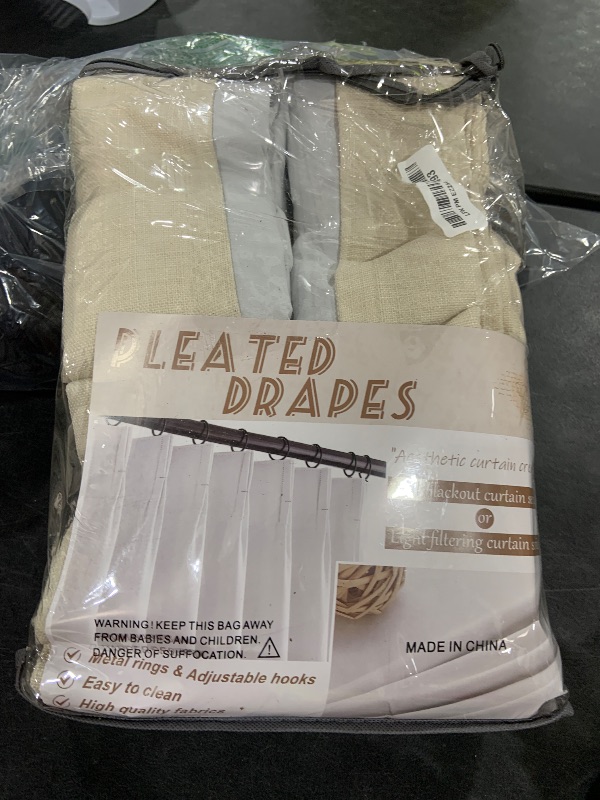 PLEATED
DRAPES
"Aesthetic curtain
Blackout curtain
or
Light filtering curtain
WARNING! KEEP THIS BAG AWAY
FROM BABIES AND CHILDREN.
DANGER OF SUFFOCATION.
MADE IN CHINA
Metal rings & Adjustable hooks
Easy to clean
High quality fabrics